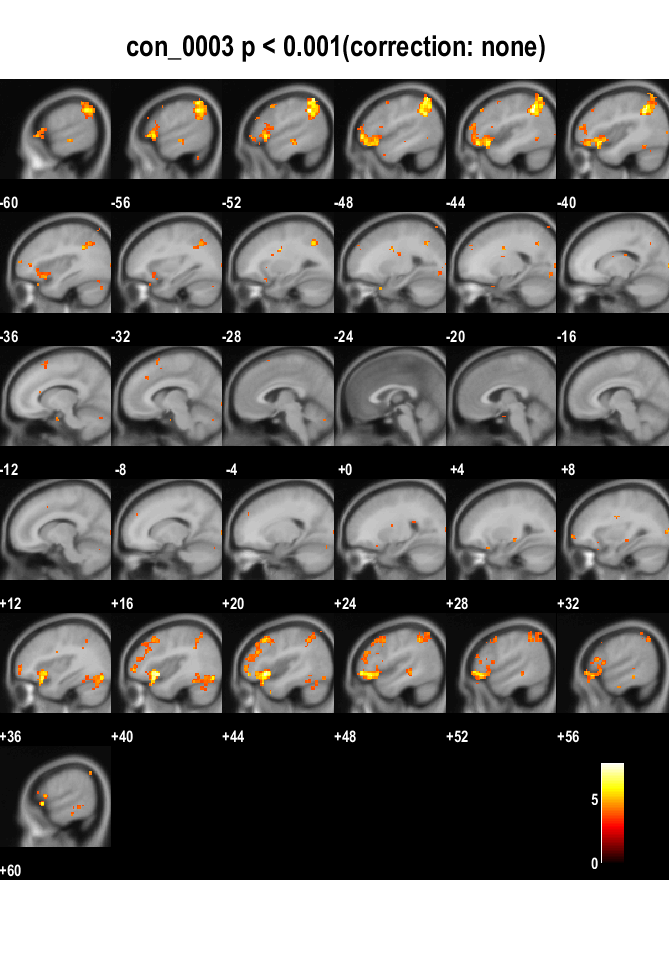 con_0003 p < 0.001(correction: none)
-60 -56 -52 -48 -44 -40
-36 -32 -28 -24 -20 -16
-12 -8 -4 +0 +4 +8
+12 +16 +20 +24 +28 +32
+36 +40 +44 +48 +52 +56
5
0
+60